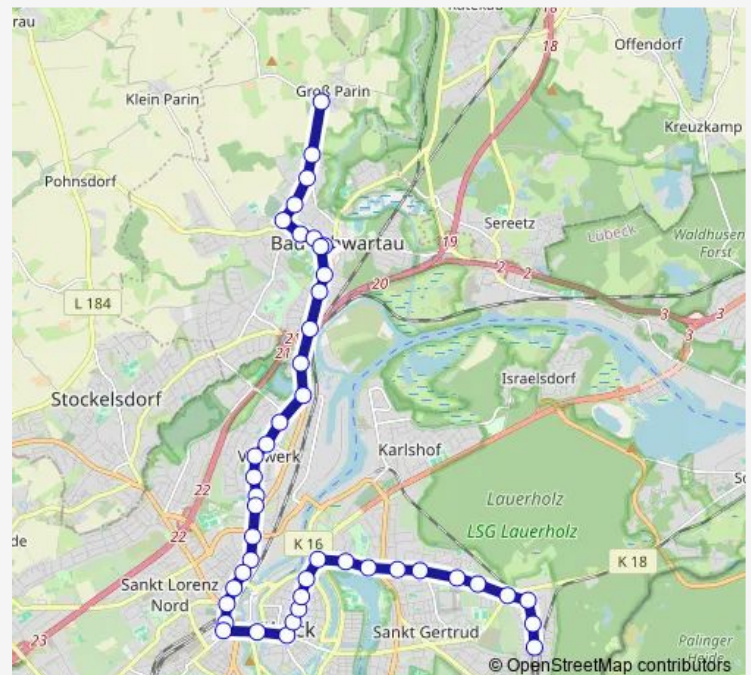 18
Offendorf
Groß Parin
Klein Parin
Kreuzkamp
Pohnsdorf
Sereetz
Lübeck
Waldhusen
Forst
19
2
2
20
L 184
3
3
3
21
21
Israelsdorf
Stockelsdorf
Karlshof
22
Lauerholz
LSG Lauerholz
22
K 16
K 18
Sankt Lorenz
Nord
Sankt Gertrud
Palinger
Heide
23
© OpenStreetMap contributors